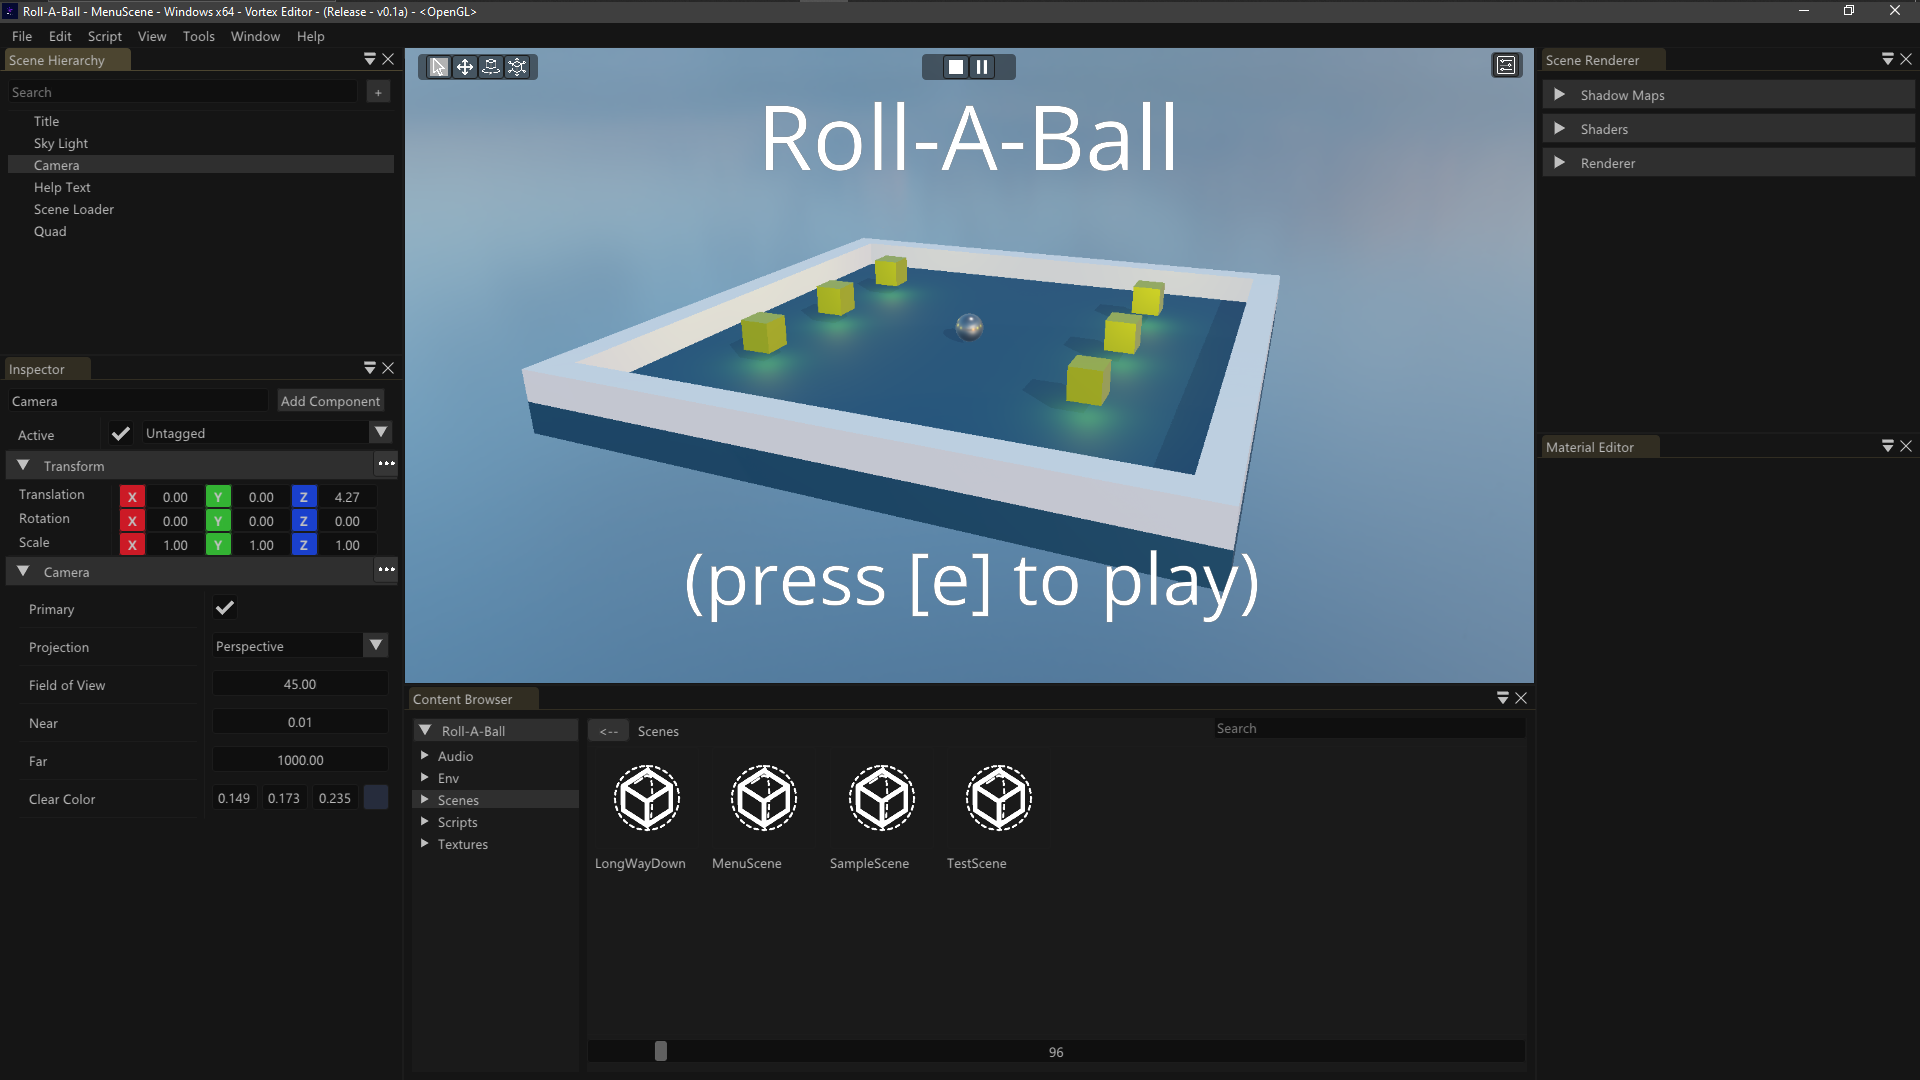 Roll-A-Ball - MenuScene - Windows x64 - Vortex Editor - (Release - v0.1a) - <OpenGL>
File Edit Script View Tools Window Help
Scene Hierarchy
Search +
Title
Sky Light
Camera
Help Text
Scene Loader
Quad
Inspector
Camera Add Component
Active Untagged
Transform
Translation X 0.00 Y 0.00 Z 4.27
Rotation X 0.00 Y 0.00 Z 0.00
Scale X 1.00 Y 1.00 Z 1.00
Camera
Primary
Projection Perspective
Field of View 45.00
Near 0.01
Far 1000.00
Clear Color 0.149 0.173 0.235
Roll-A-Ball
(press [e] to play)
Content Browser
Roll-A-Ball
Audio
Env
Scenes
Scripts
Textures
<-- Scenes Search
LongWayDown MenuScene SampleScene TestScene
96
Scene Renderer
Shadow Maps
Shaders
Renderer
Material Editor